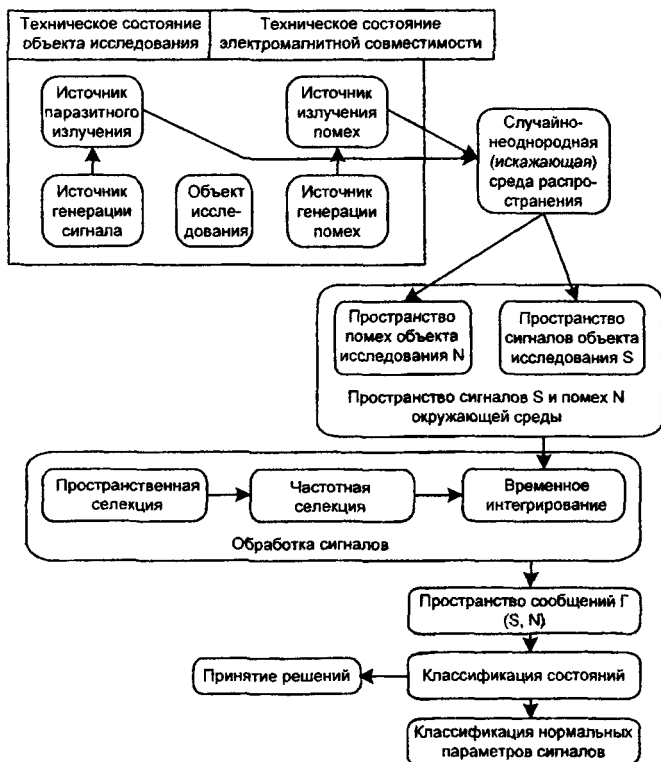 Техническое состояние
объекта исследования
Техническое состояние
электромагнитной совместимости
Источник
паразитного
излучения
Источник
излучения
помех
Случайно-
неоднородная
(искажающая)
среда распро-
странения
Источник
генерации
сигнала
Объект
иссле-
дования
Источник
генерации
помех
Пространство
помех объекта
исследования N
Пространство
сигналов объекта
исследования S
Пространство сигналов S и помех N
окружающей среды
Пространственная
селекция
Частотная
селекция
Временное
интегрирование
Обработка сигналов
Пространство сообщений Г
(S, N)
Принятие решений
Классификация состояний
Классификация нормальных
параметров сигналов